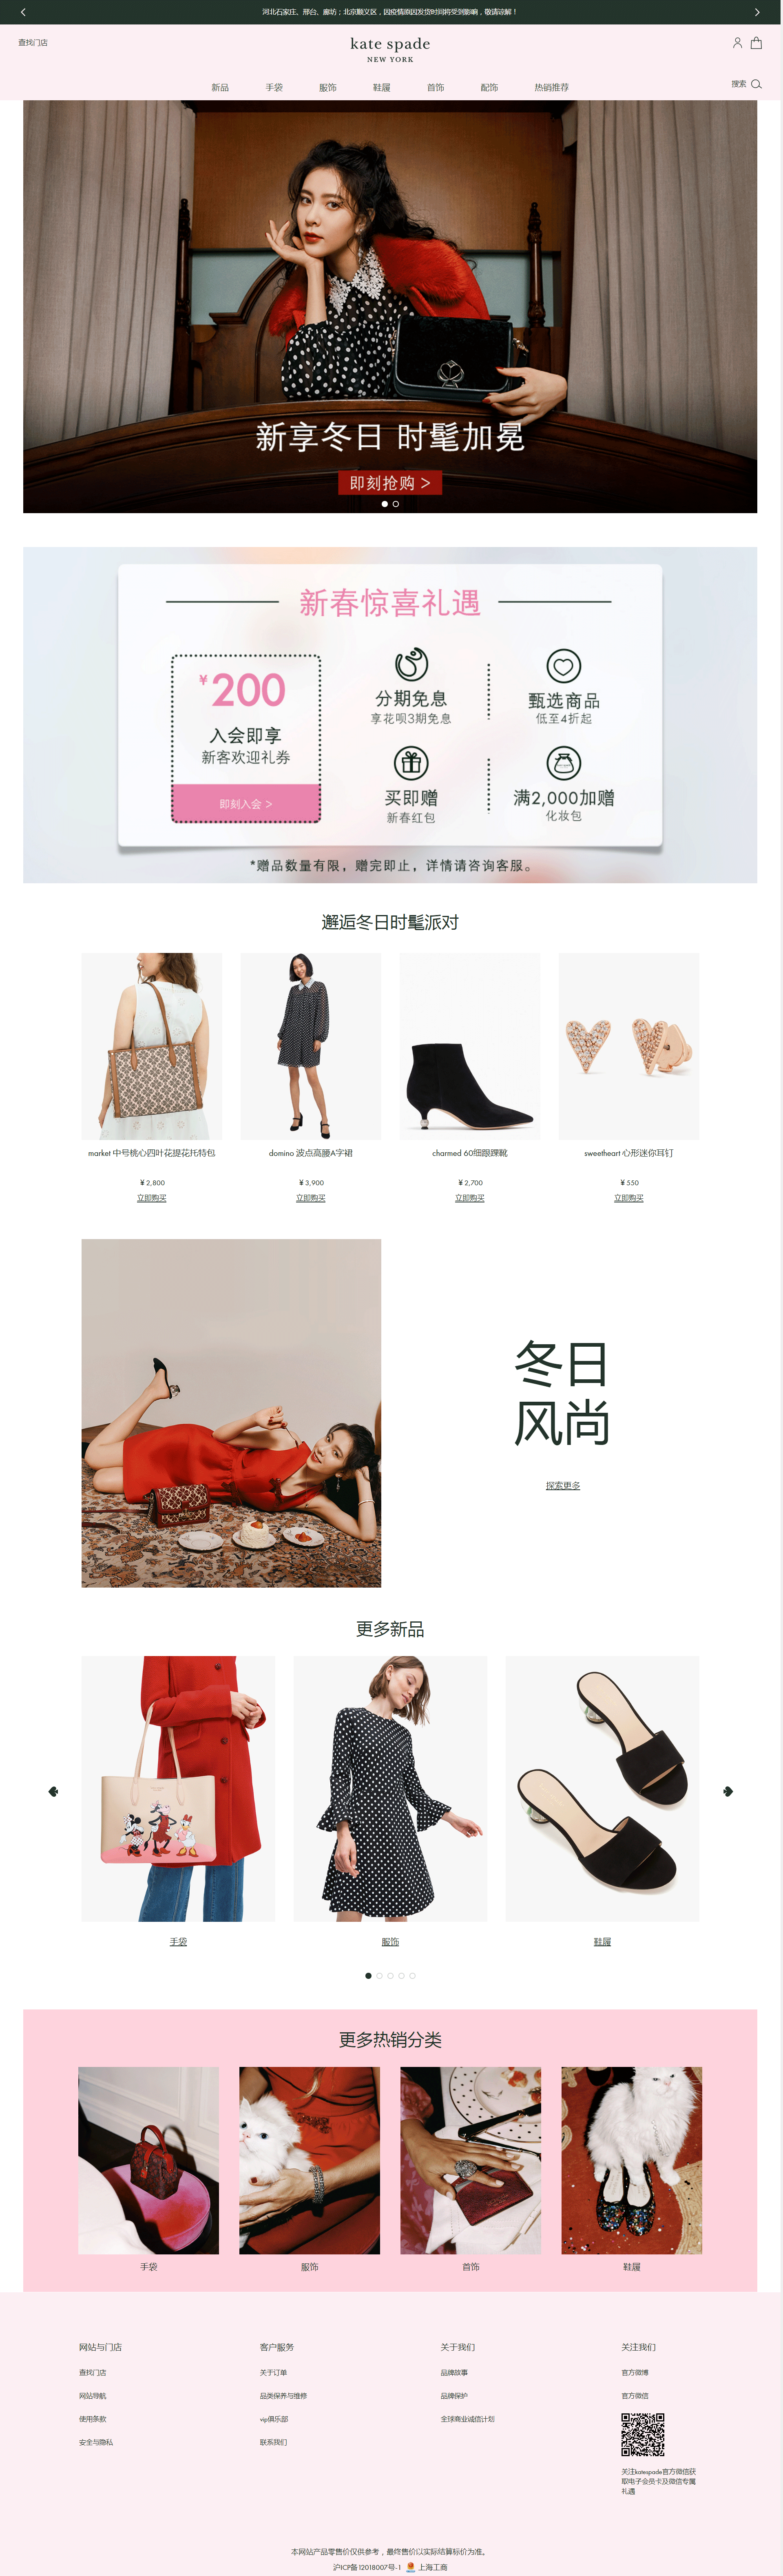 河北石家庄、邢台、廊坊；北京顺义区，因疫情原因发货时间将受到影响，敬请谅解！
查找门店
kate spade
NEW YORK
新品 手袋 服饰 鞋履 首饰 配饰 热销推荐
搜索
新享冬日 时髦加冕
即刻抢购 >
新春惊喜礼遇
¥200
入会即享
新客欢迎礼券
即刻入会 >
分期免息
享花呗3期免息
甄选商品
低至4折起
买即赠
新春红包
满2,000加赠
化妆包
*赠品数量有限，赠完即止，详情请咨询客服。
邂逅冬日时髦派对
market 中号桃心四叶花提花托特包
¥ 2,800
立即购买
domino 波点高腰A字裙
¥ 3,900
立即购买
charmed 60细跟踝靴
¥ 2,700
立即购买
sweetheart 心形迷你耳钉
¥ 550
立即购买
冬日
风尚
探索更多
更多新品
手袋
服饰
鞋履
更多热销分类
手袋
服饰
首饰
鞋履
网站与门店
查找门店
网站导航
使用条款
安全与隐私
客户服务
关于订单
品类保养与维修
vip俱乐部
联系我们
关于我们
品牌故事
品牌保护
全球商业诚信计划
关注我们
官方微博
官方微信
关注katespade官方微信获
取电子会员卡及微信专属
礼遇
本网站产品零售价仅供参考，最终售价以实际结算标价为准。
沪ICP备12018007号-1 上海工商